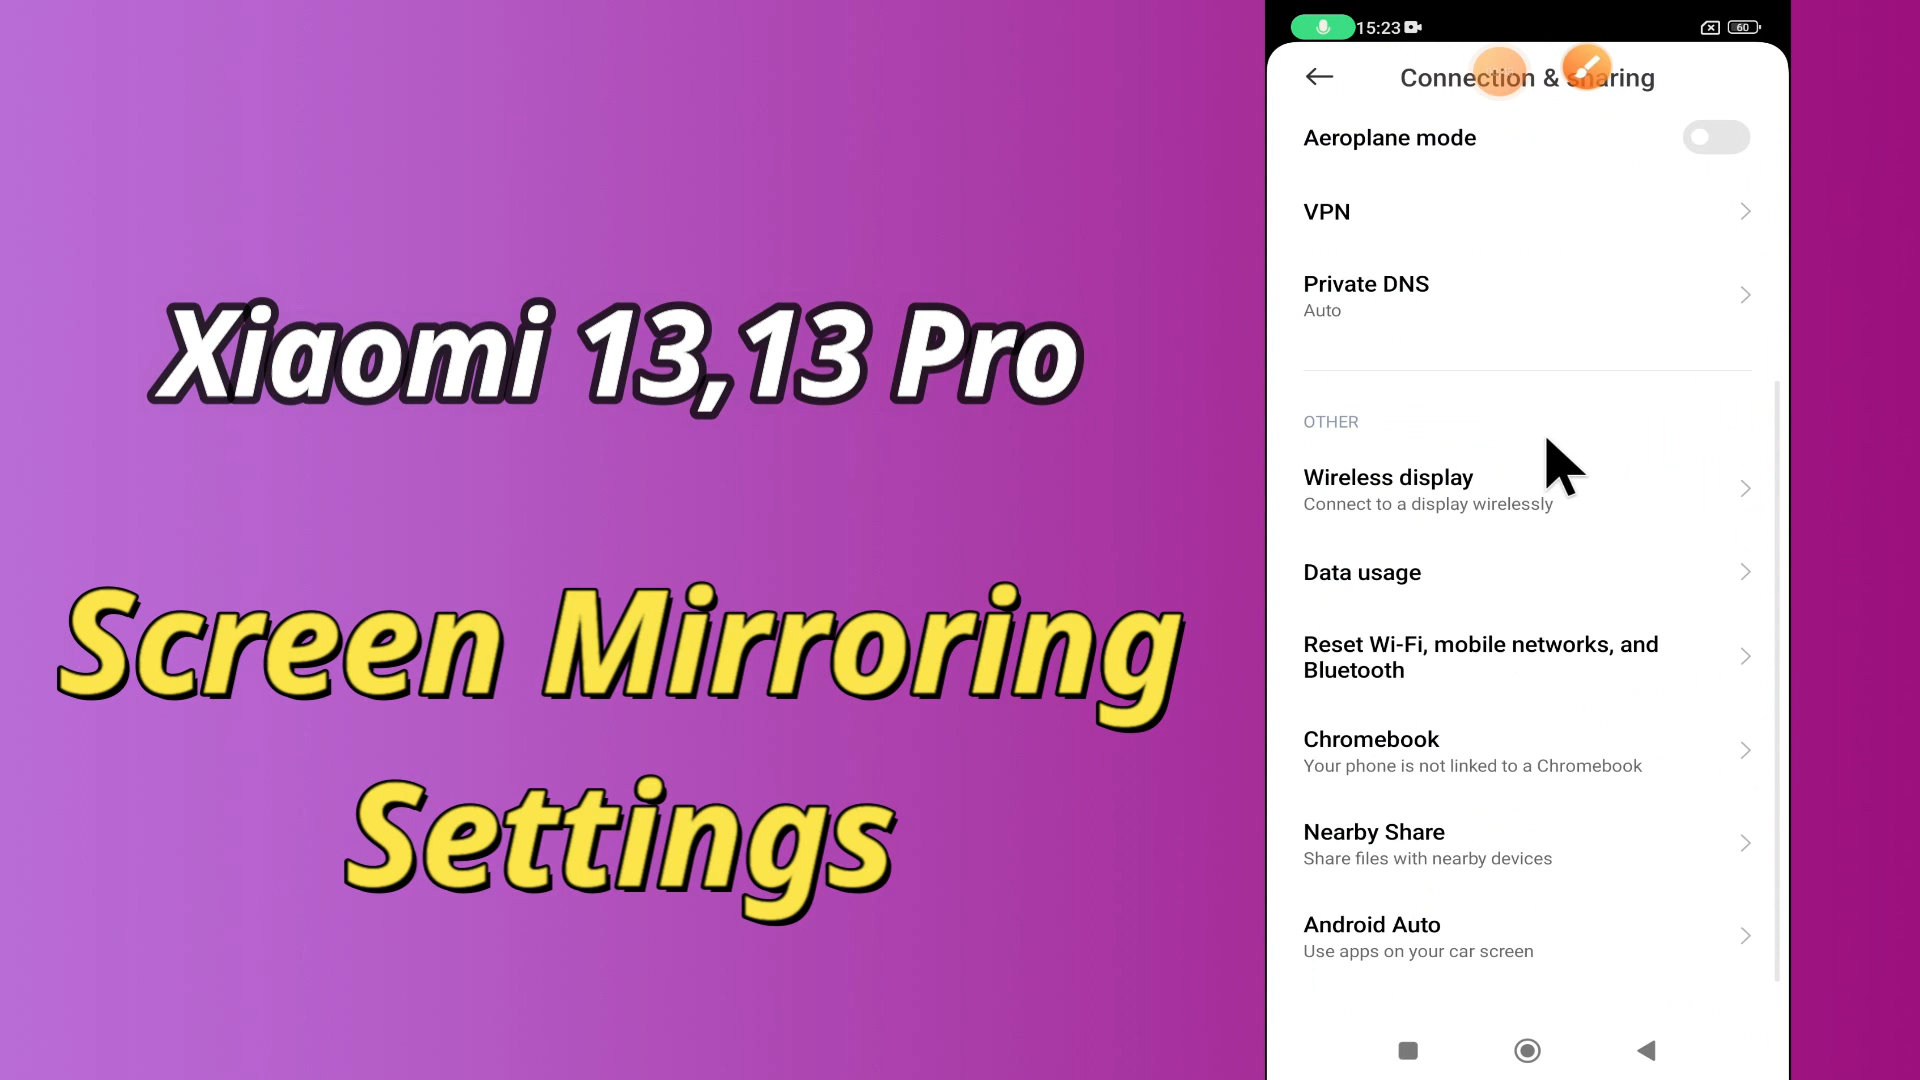 Xiaomi 13,13 Pro
Screen Mirroring
Settings
15:23
60
Connection & sharing
Aeroplane mode
VPN
Private DNS
Auto
OTHER
Wireless display
Connect to a display wirelessly
Data usage
Reset Wi-Fi, mobile networks, and
Bluetooth
Chromebook
Your phone is not linked to a Chromebook
Nearby Share
Share files with nearby devices
Android Auto
Use apps on your car screen